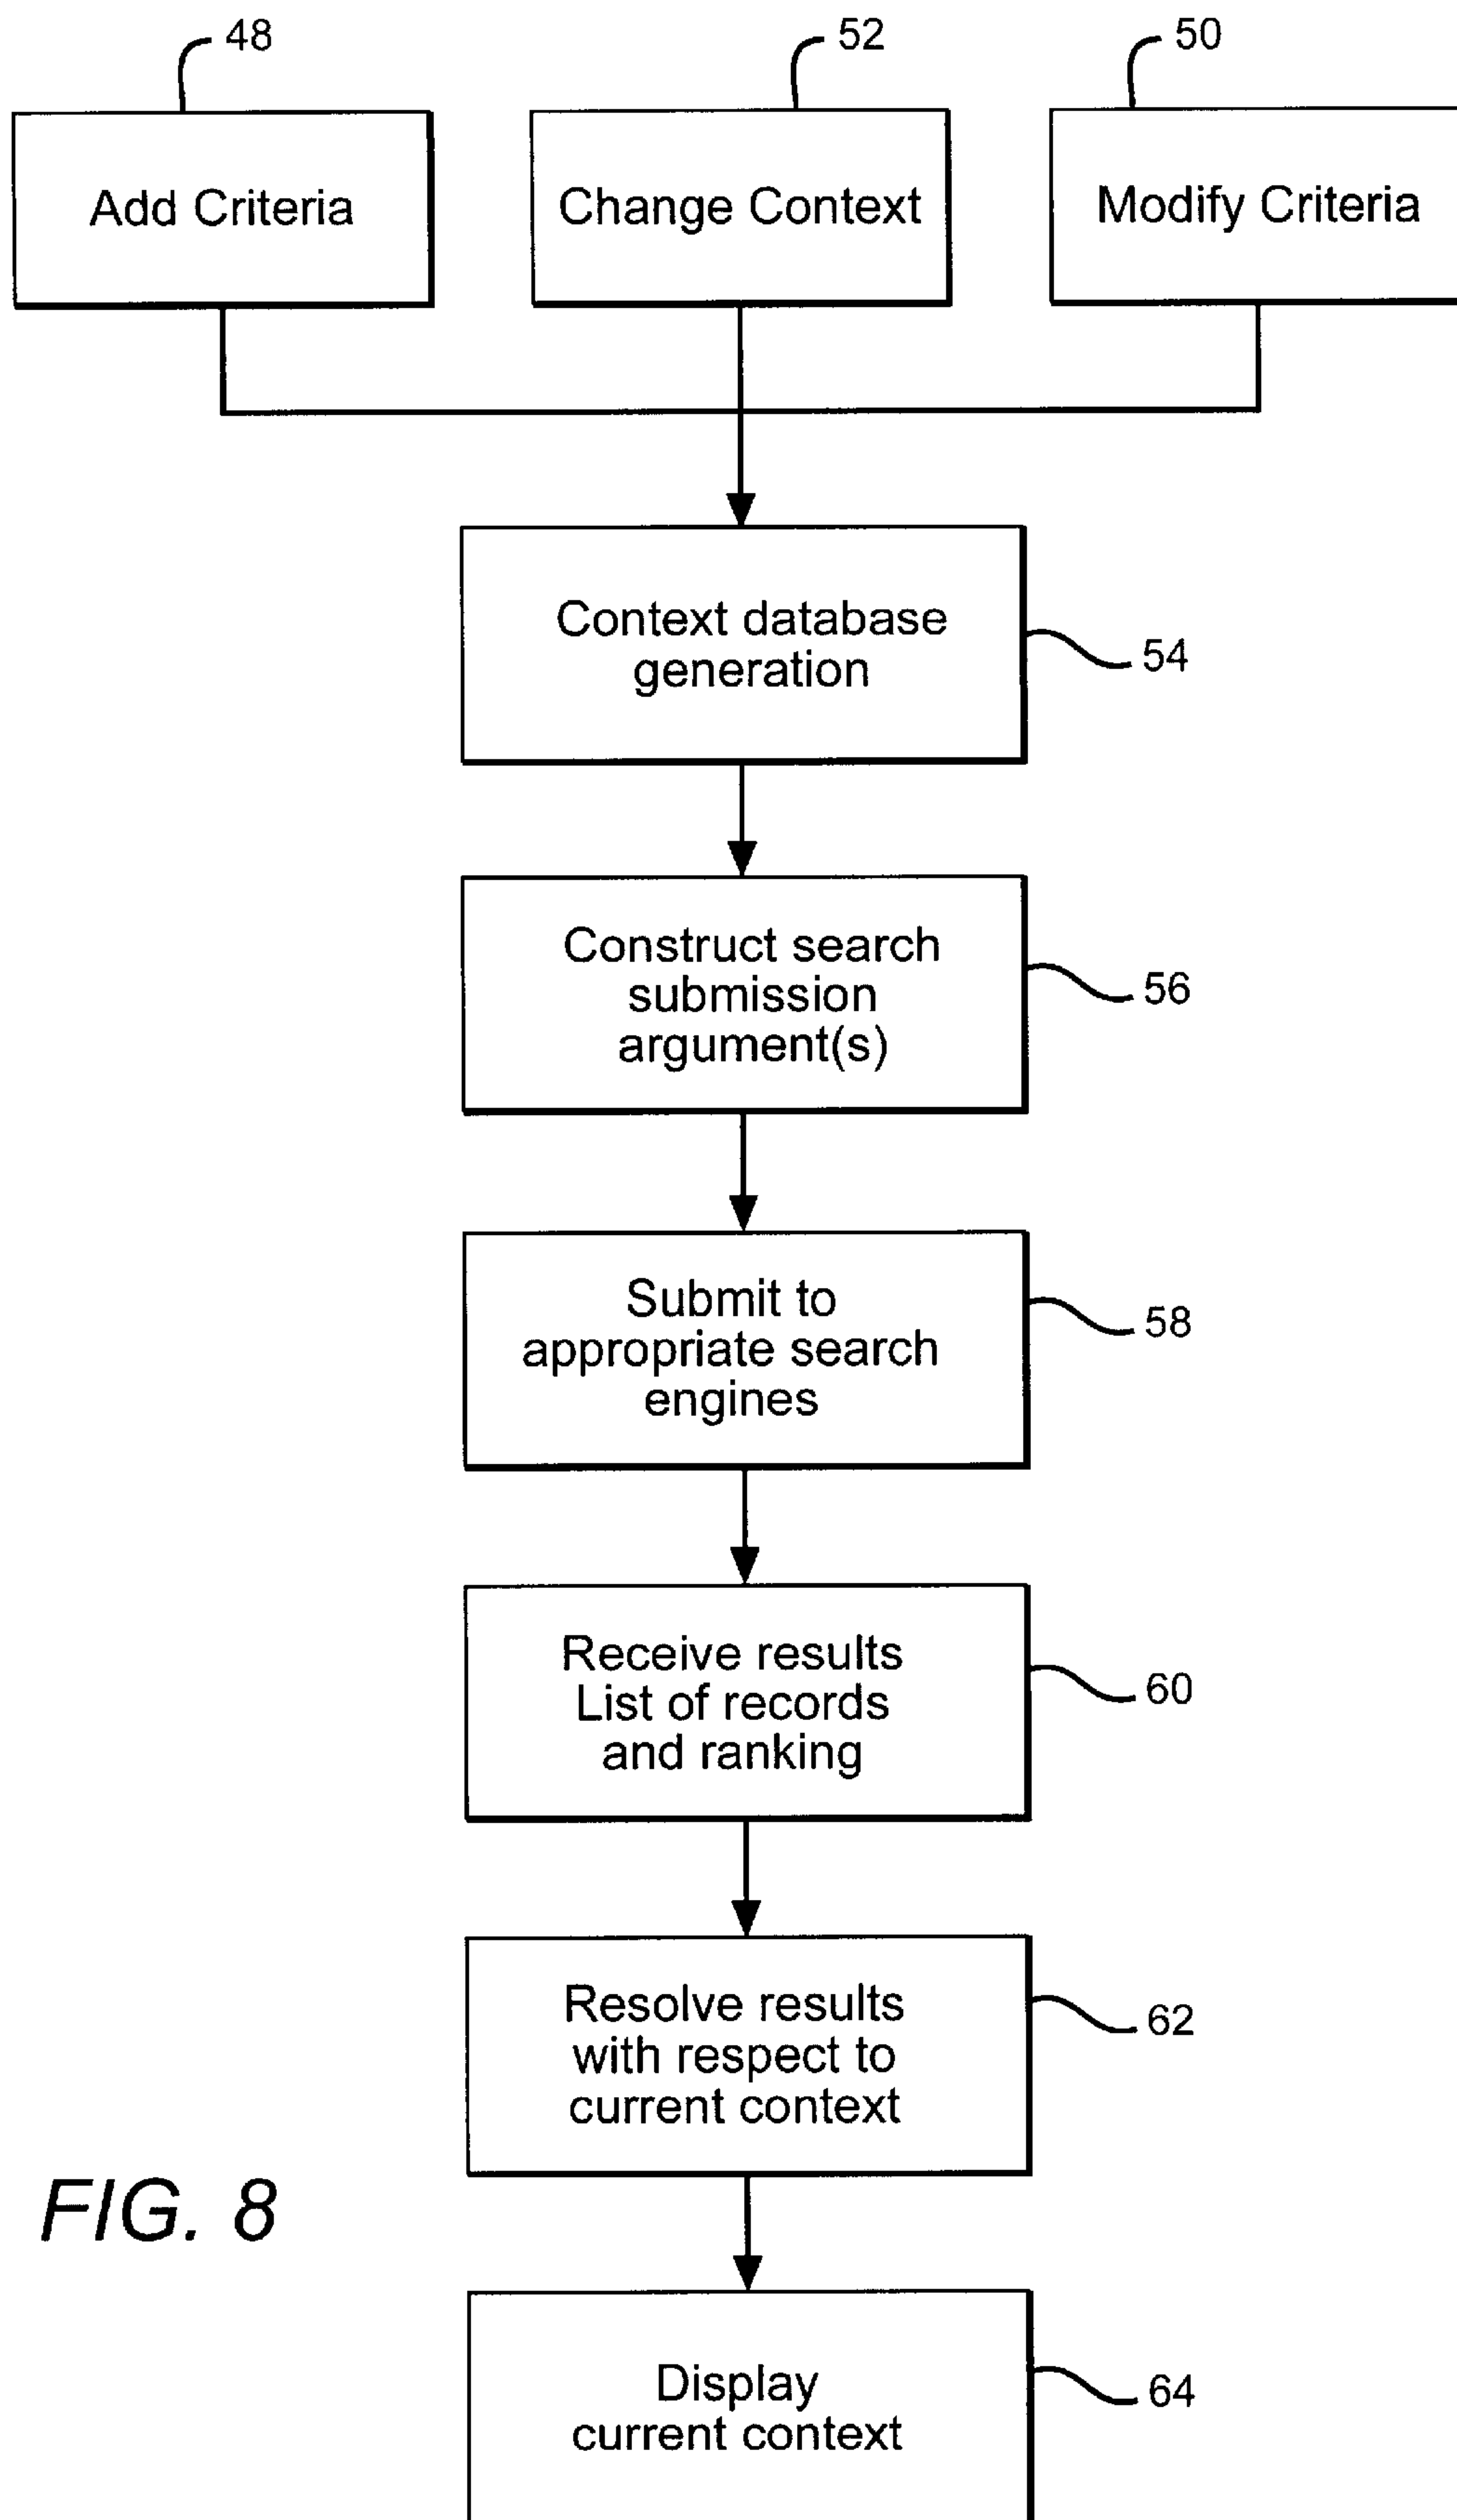 48
52
50
Add Criteria
Change Context
Modify Criteria
Context database
generation
54
Construct search
submission
argument(s)
56
Submit to
appropriate search
engines
58
Receive results
List of records
and ranking
60
Resolve results
with respect to
current context
62
FIG. 8
Display
current context
64